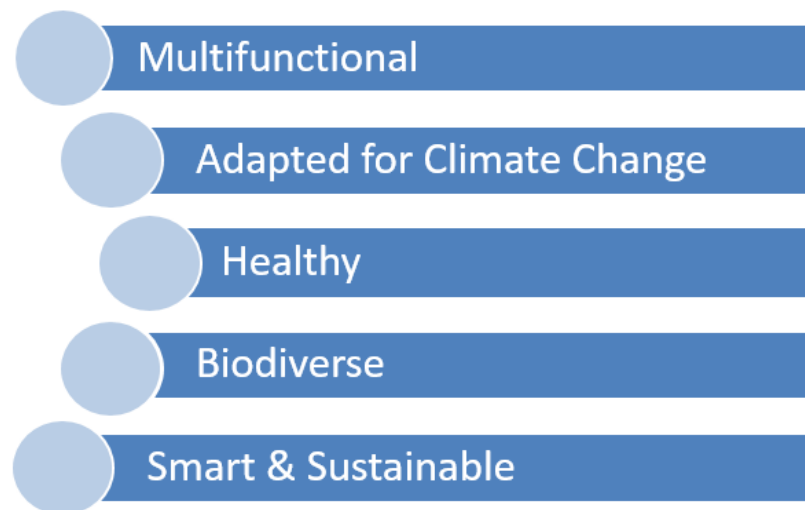 Multifunctional
Adapted for Climate Change
Healthy
Biodiverse
Smart & Sustainable